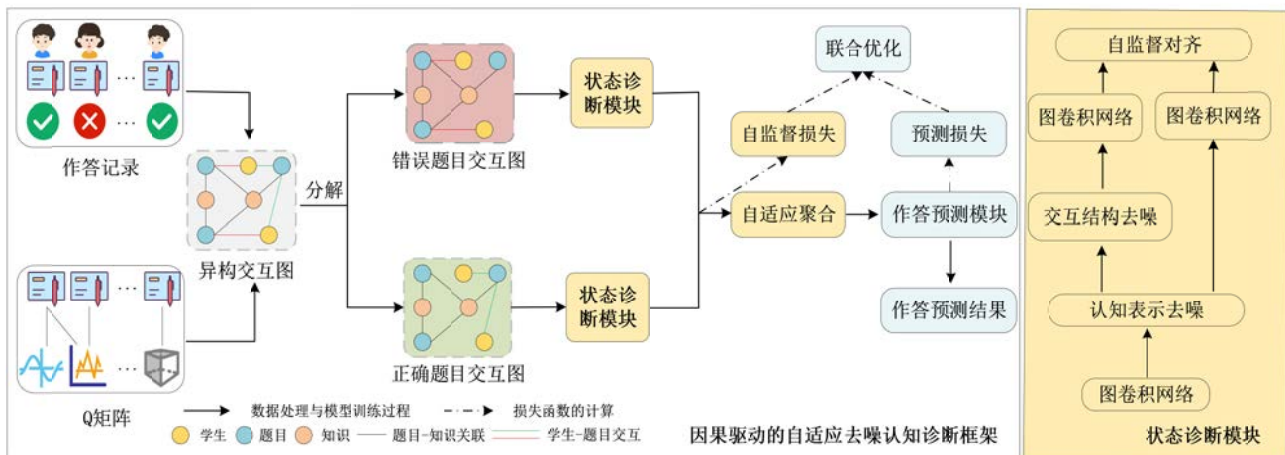 作答记录
Q矩阵
异构交互图
分解
错误题目交互图
正确题目交互图
状态诊
断模块
状态诊
断模块
联合优化
自监督损失
预测损失
自适应聚合
作答预测模块
作答预测结果
数据处理与模型训练过程
损失函数的计算
学生
题目
知识
题目-知识关联
学生-题目交互
因果驱动的自适应去噪认知诊断框架
自监督对齐
图卷积网络
图卷积网络
交互结构去噪
认知表示去噪
图卷积网络
状态诊断模块